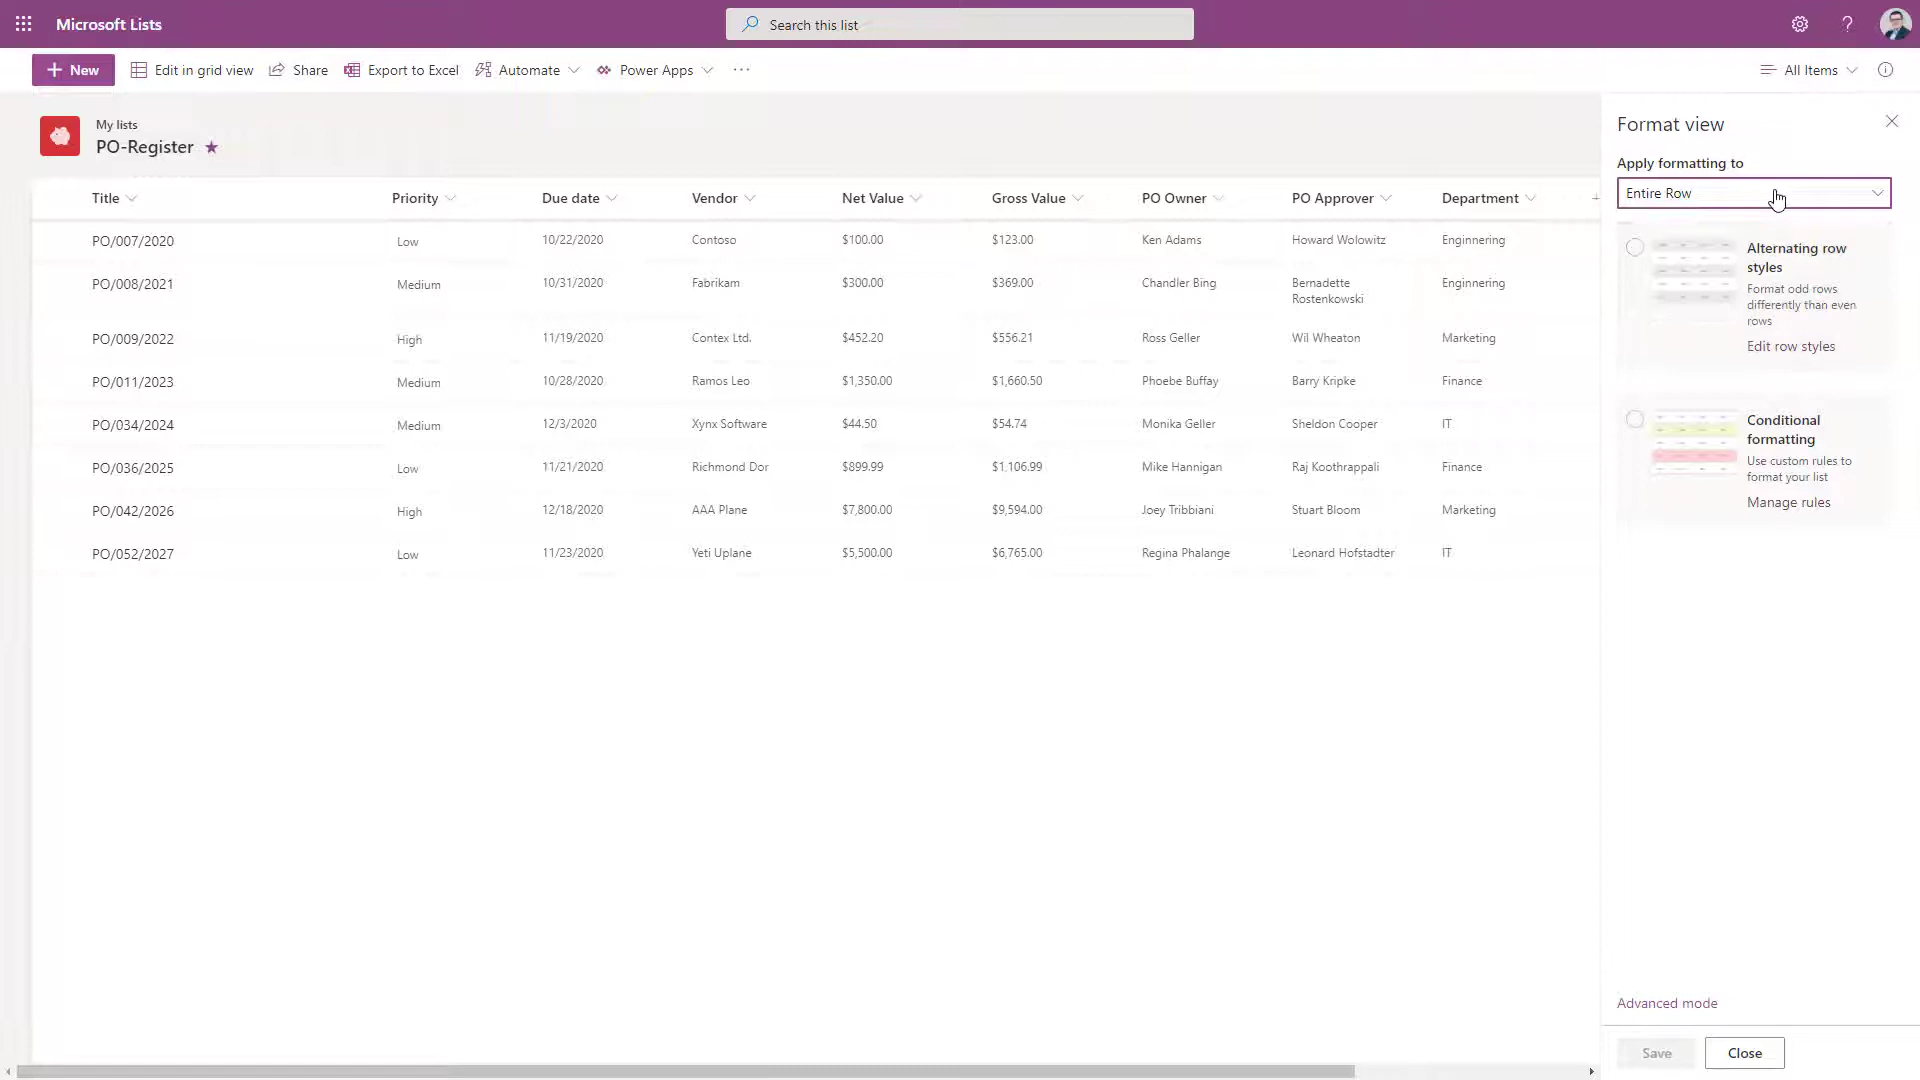 Microsoft Lists
Search this list
?
+ New
Edit in grid view
Share
Export to Excel
Automate
Power Apps
...
All Items
My lists
PO-Register
Title
Priority
Due date
Vendor
Net Value
Gross Value
PO Owner
PO Approver
Department
+
PO/007/2020
Low
10/22/2020
Contoso
$100.00
$123.00
Ken Adams
Howard Wolowitz
Enginnering
PO/008/2021
Medium
10/31/2020
Fabrikam
$300.00
$369.00
Chandler Bing
Bernadette
Rostenkowski
Enginnering
PO/009/2022
High
11/19/2020
Contex Ltd.
$452.20
$556.21
Ross Geller
Wil Wheaton
Marketing
PO/011/2023
Medium
10/28/2020
Ramos Leo
$1,350.00
$1,660.50
Phoebe Buffay
Barry Kripke
Finance
PO/034/2024
Medium
12/3/2020
Xynx Software
$44.50
$54.74
Monika Geller
Sheldon Cooper
IT
PO/036/2025
Low
11/21/2020
Richmond Dor
$899.99
$1,106.99
Mike Hannigan
Raj Koothrappali
Finance
PO/042/2026
High
12/18/2020
AAA Plane
$7,800.00
$9,594.00
Joey Tribbiani
Stuart Bloom
Marketing
PO/052/2027
Low
11/23/2020
Yeti Uplane
$5,500.00
$6,765.00
Regina Phalange
Leonard Hofstadter
IT
Format view
Apply formatting to
Entire Row
Alternating row
styles
Format odd rows
differently than even
rows
Edit row styles
Conditional
formatting
Use custom rules to
format your list
Manage rules
Advanced mode
Save
Close